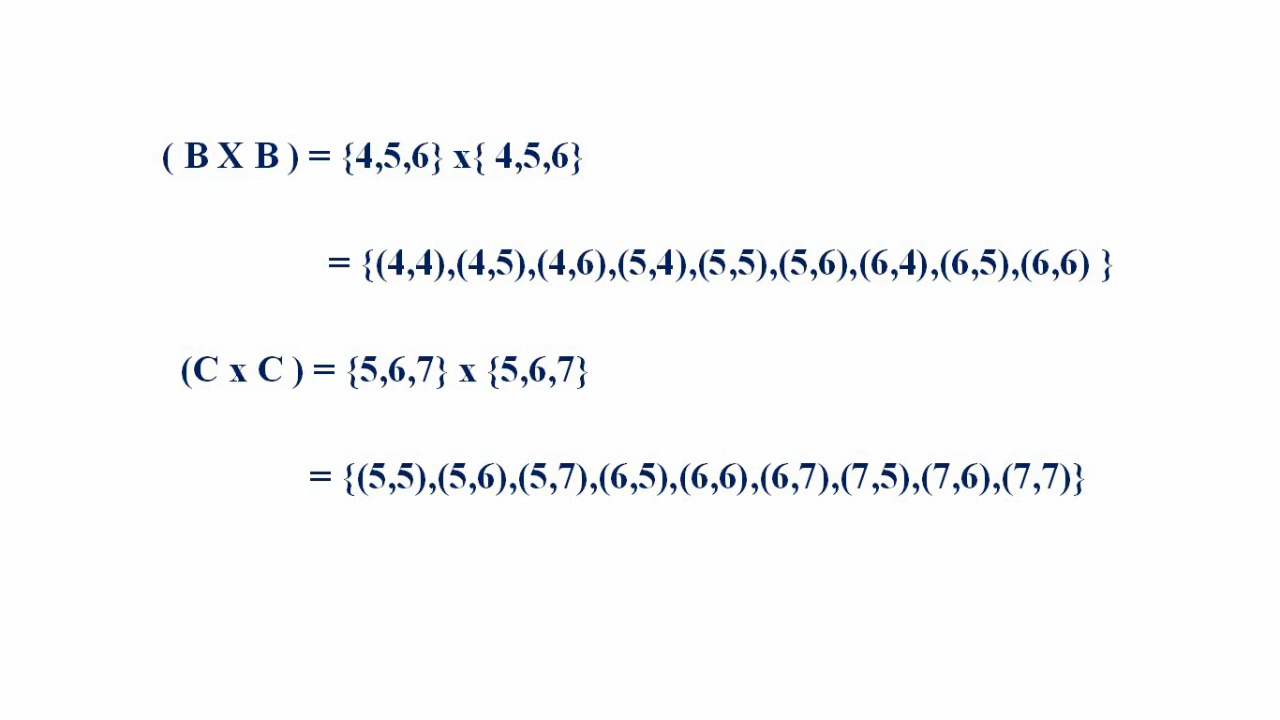 ( B X B ) = {4,5,6} x{ 4,5,6}
= {(4,4),(4,5),(4,6),(5,4),(5,5),(5,6),(6,4),(6,5),(6,6) }
(C x C ) = {5,6,7} x {5,6,7}
= {(5,5),(5,6),(5,7),(6,5),(6,6),(6,7),(7,5),(7,6),(7,7)}